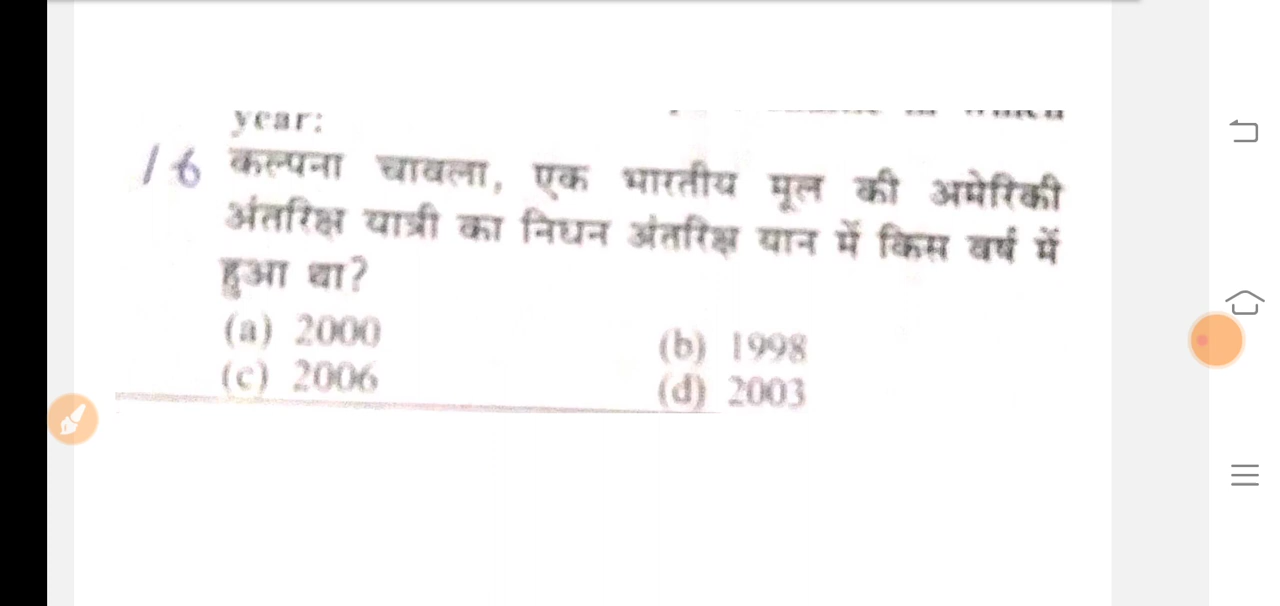 year:
16 कल्पना चावला, एक भारतीय मूल की अमेरिकी
अंतरिक्ष यात्री का निधन अंतरिक्ष यान में किस वर्ष में
हुआ था?
(a) 2000 (b) 1998
(c) 2006 (d) 2003